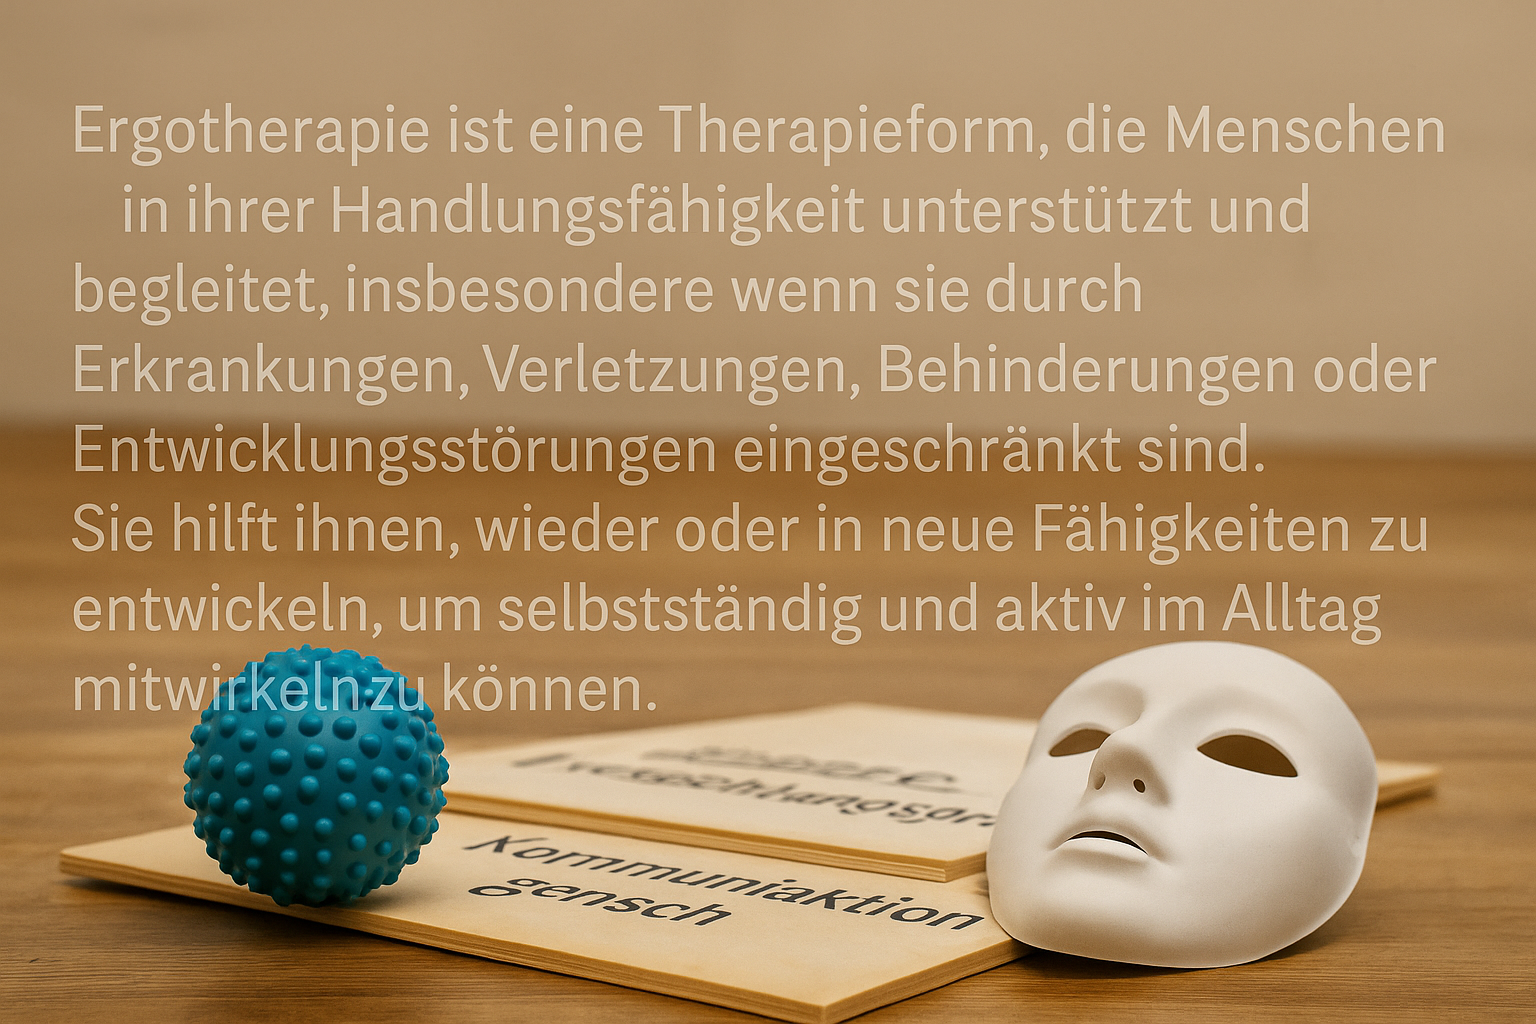 Ergotherapie ist eine Therapieform, die Menschen
in ihrer Handlungsfähigkeit unterstützt und
begleitet, insbesondere wenn sie durch
Erkrankungen, Verletzungen, Behinderungen oder
Entwicklungsstörungen eingeschränkt sind.
Sie hilft ihnen, wieder oder in neue Fähigkeiten zu
entwickeln, um selbstständig und aktiv im Alltag
mitwirkeln zu können.
Kommuniaktion
gensch